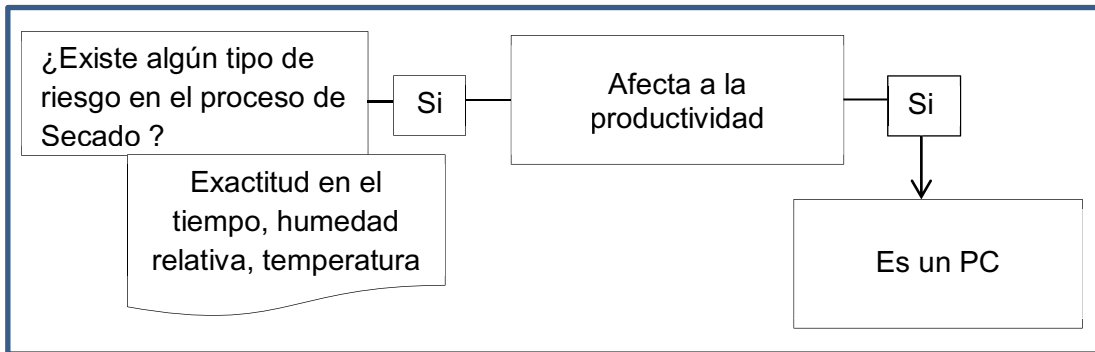 ¿Existe algún tipo de
riesgo en el proceso de
Secado ?
Exactitud en el
tiempo, humedad
relativa, temperatura
Si
Afecta a la
productividad
Si
Es un PC